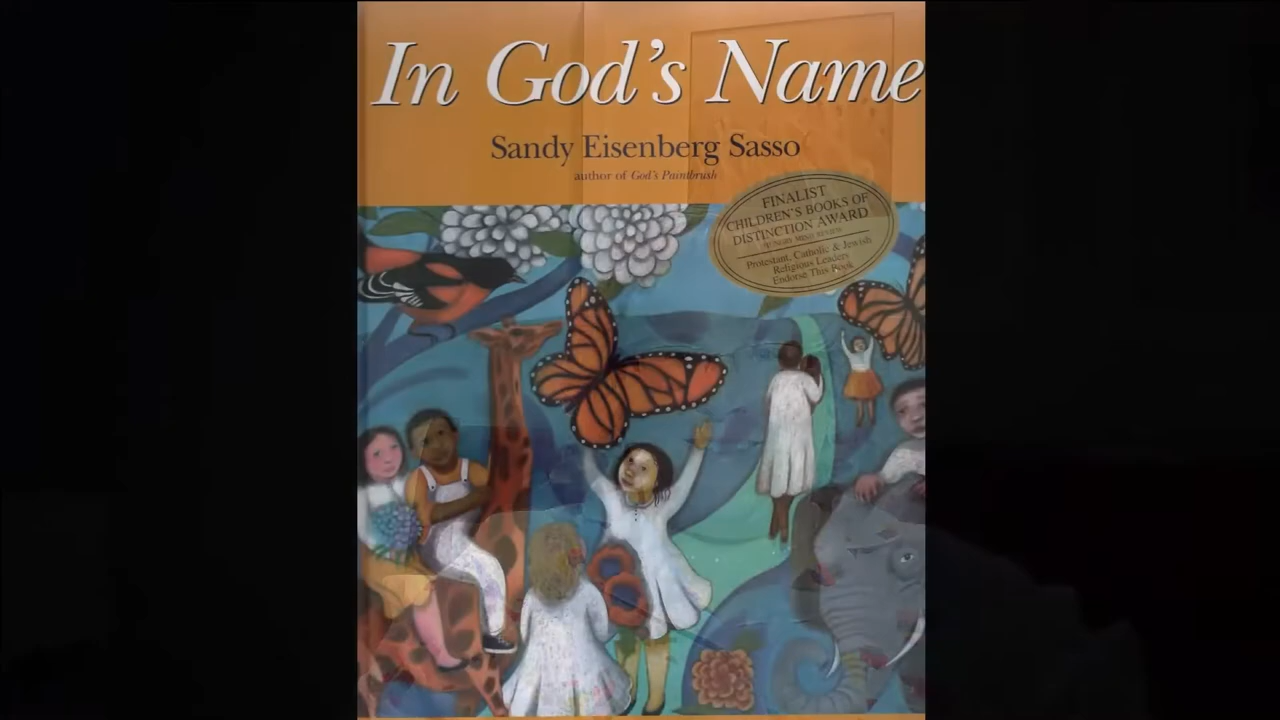 In God's Name
Sandy Eisenberg Sasso
author of God's Paintbrush
FINALIST
CHILDREN'S BOOKS OF
DISTINCTION AWARD
Protestant, Catholic & Jewish
Religious Leaders
Endorse This Book